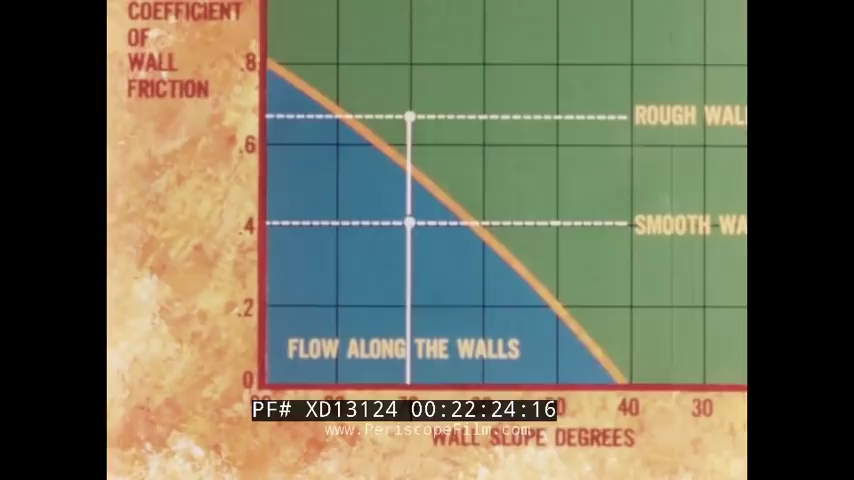 COEFFICIENT
OF
WALL
FRICTION
.8
ROUGH WAL
.6
.4
SMOOTH WA
.2
FLOW ALONG THE WALLS
0
40 30
PF# XD13124 00:22:24:16
www.PeriscopeFilm.com
WALL SLOPE DEGREES